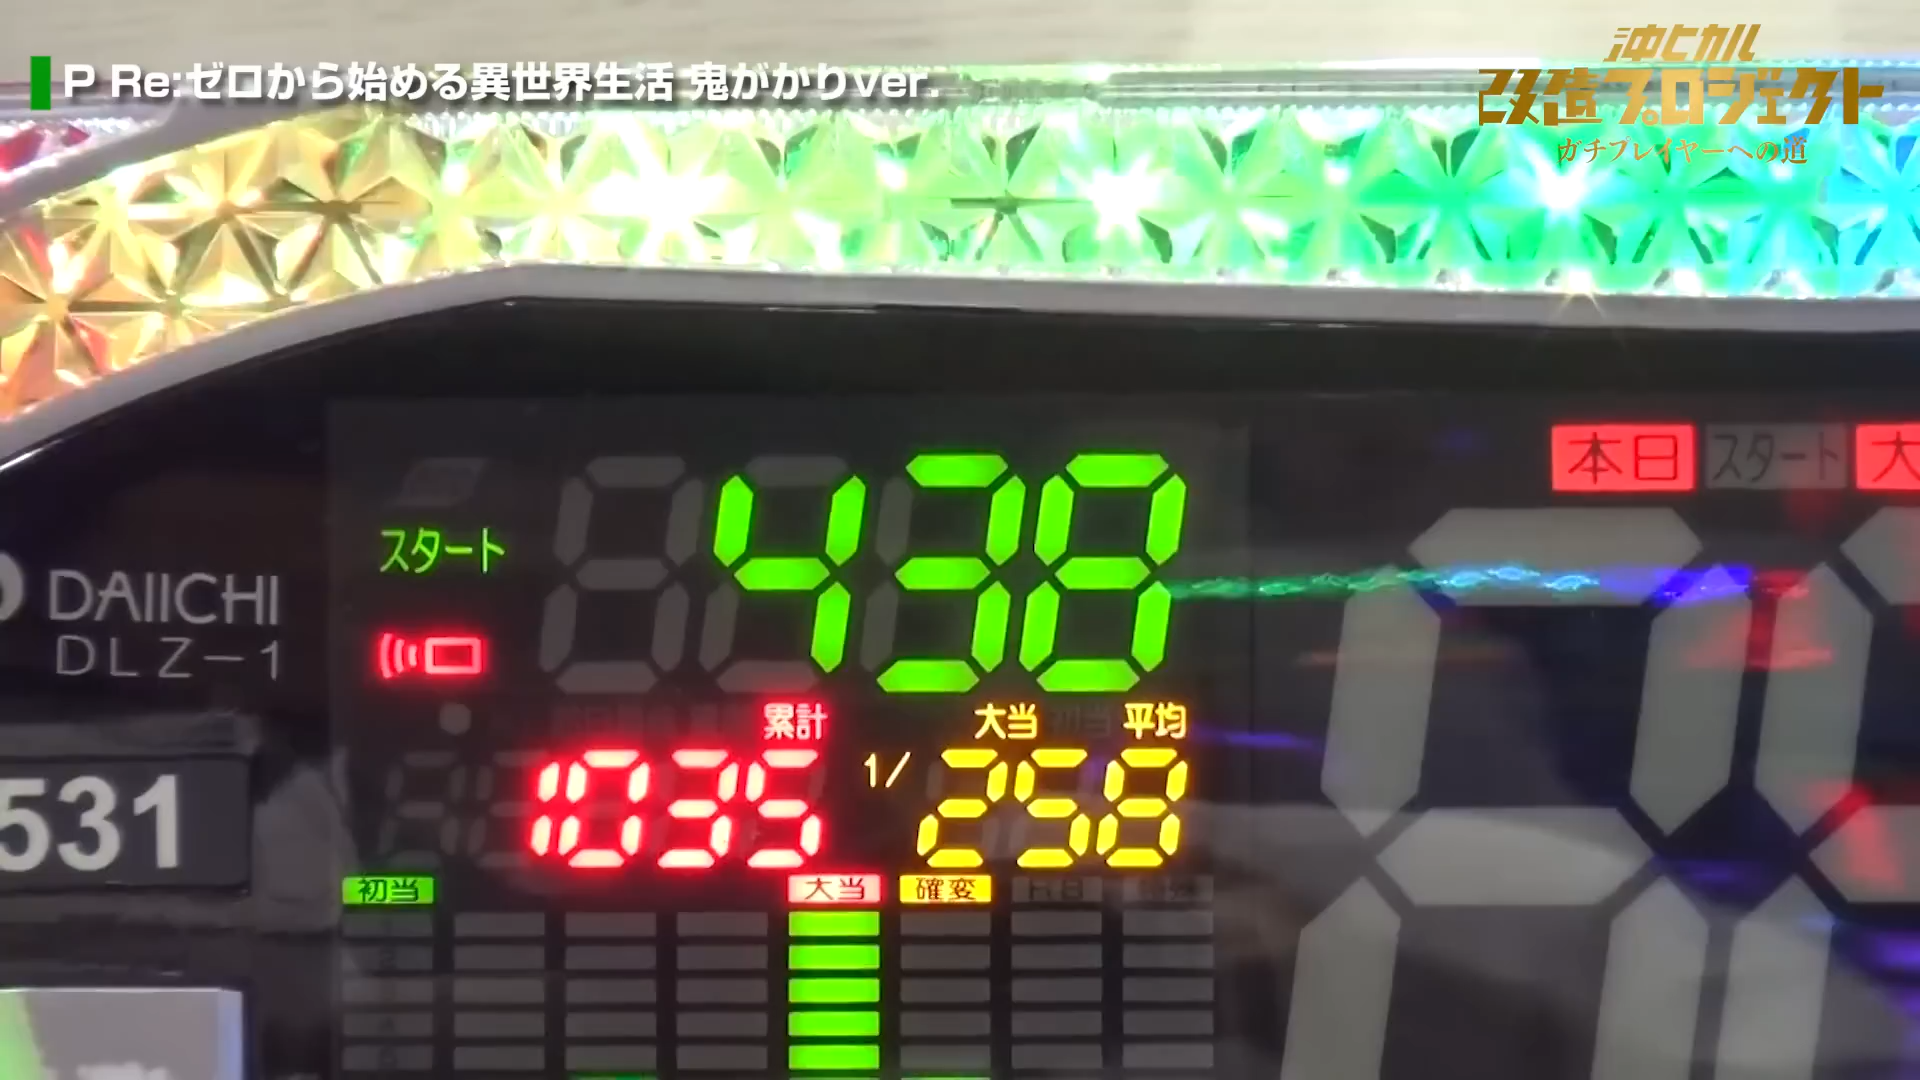 P Re:ゼロから始める異世界生活 鬼がかりver.
沖ヒカル
改造プロジェクト
ガチプレイヤーへの道
本日 スタート 大
スタート 438
DAIICHI
DLZ-1
累計 大当 初当 平均
1035 1/258
531
初当 大当 確変